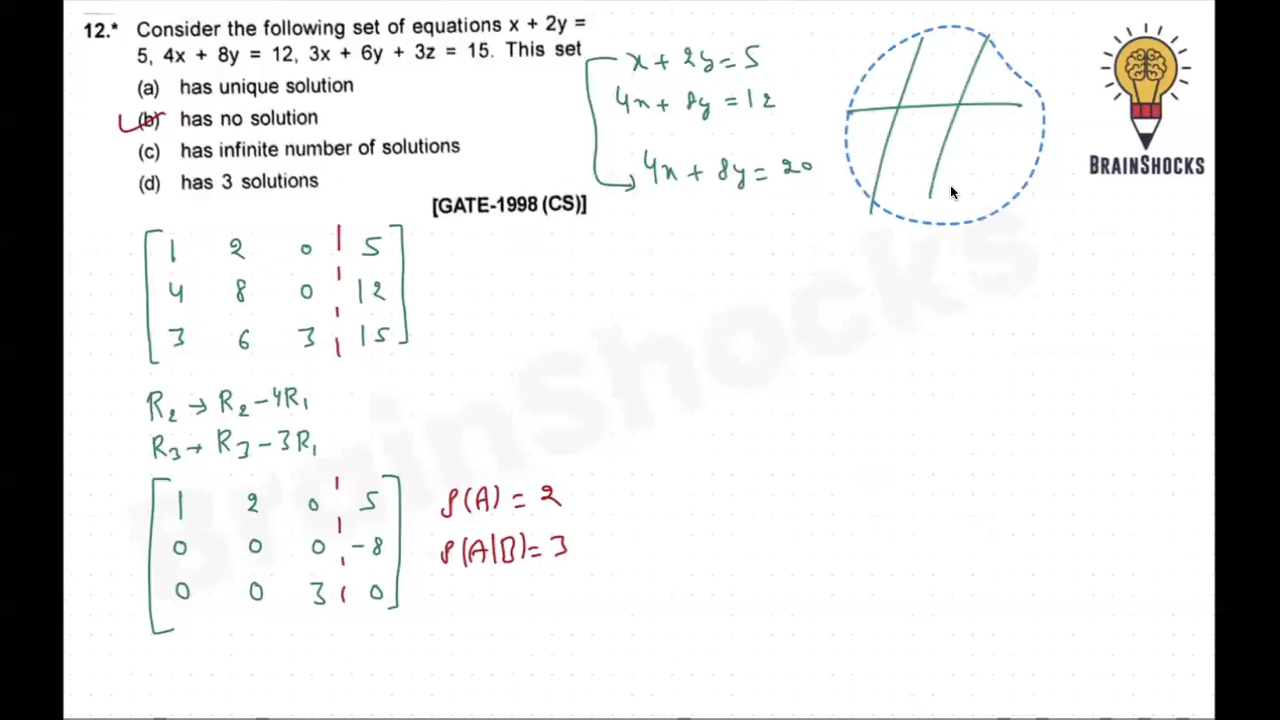 12.* Consider the following set of equations x + 2y =
5, 4x + 8y = 12, 3x + 6y + 3z = 15. This set
(a) has unique solution
(b) has no solution
(c) has infinite number of solutions
(d) has 3 solutions
[GATE-1998 (CS)]
x + 2y = 5
4x + 8y = 12
4x + 8y = 20
BRAINSHOCKS
1 2 0 | 5
4 8 0 | 12
3 6 3 | 15
R2 → R2 - 4R1
R3 → R3 - 3R1
1 2 0 | 5
0 0 0 | -8
0 0 3 | 0
ρ(A) = 2
ρ(A|B) = 3
BrainShocks